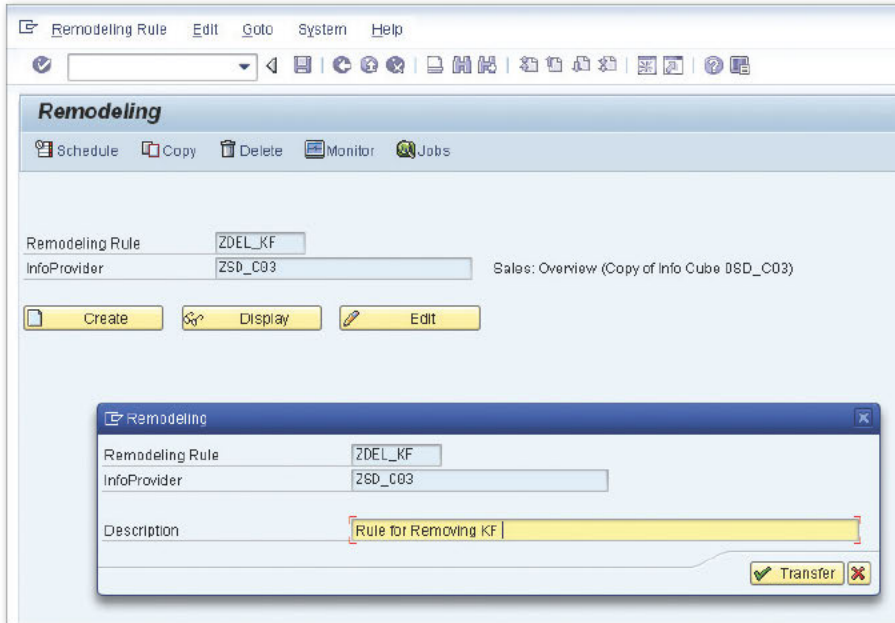 Remodeling Rule Edit Goto System Help
Remodeling
Schedule Copy Delete Monitor Jobs
Remodeling Rule ZDEL_KF
InfoProvider ZSD_C03 Sales: Overview (Copy of Info Cube 0SD_C03)
Create Display Edit
Remodeling
Remodeling Rule ZDEL_KF
InfoProvider ZSD_C03
Description Rule for Removing KF
Transfer